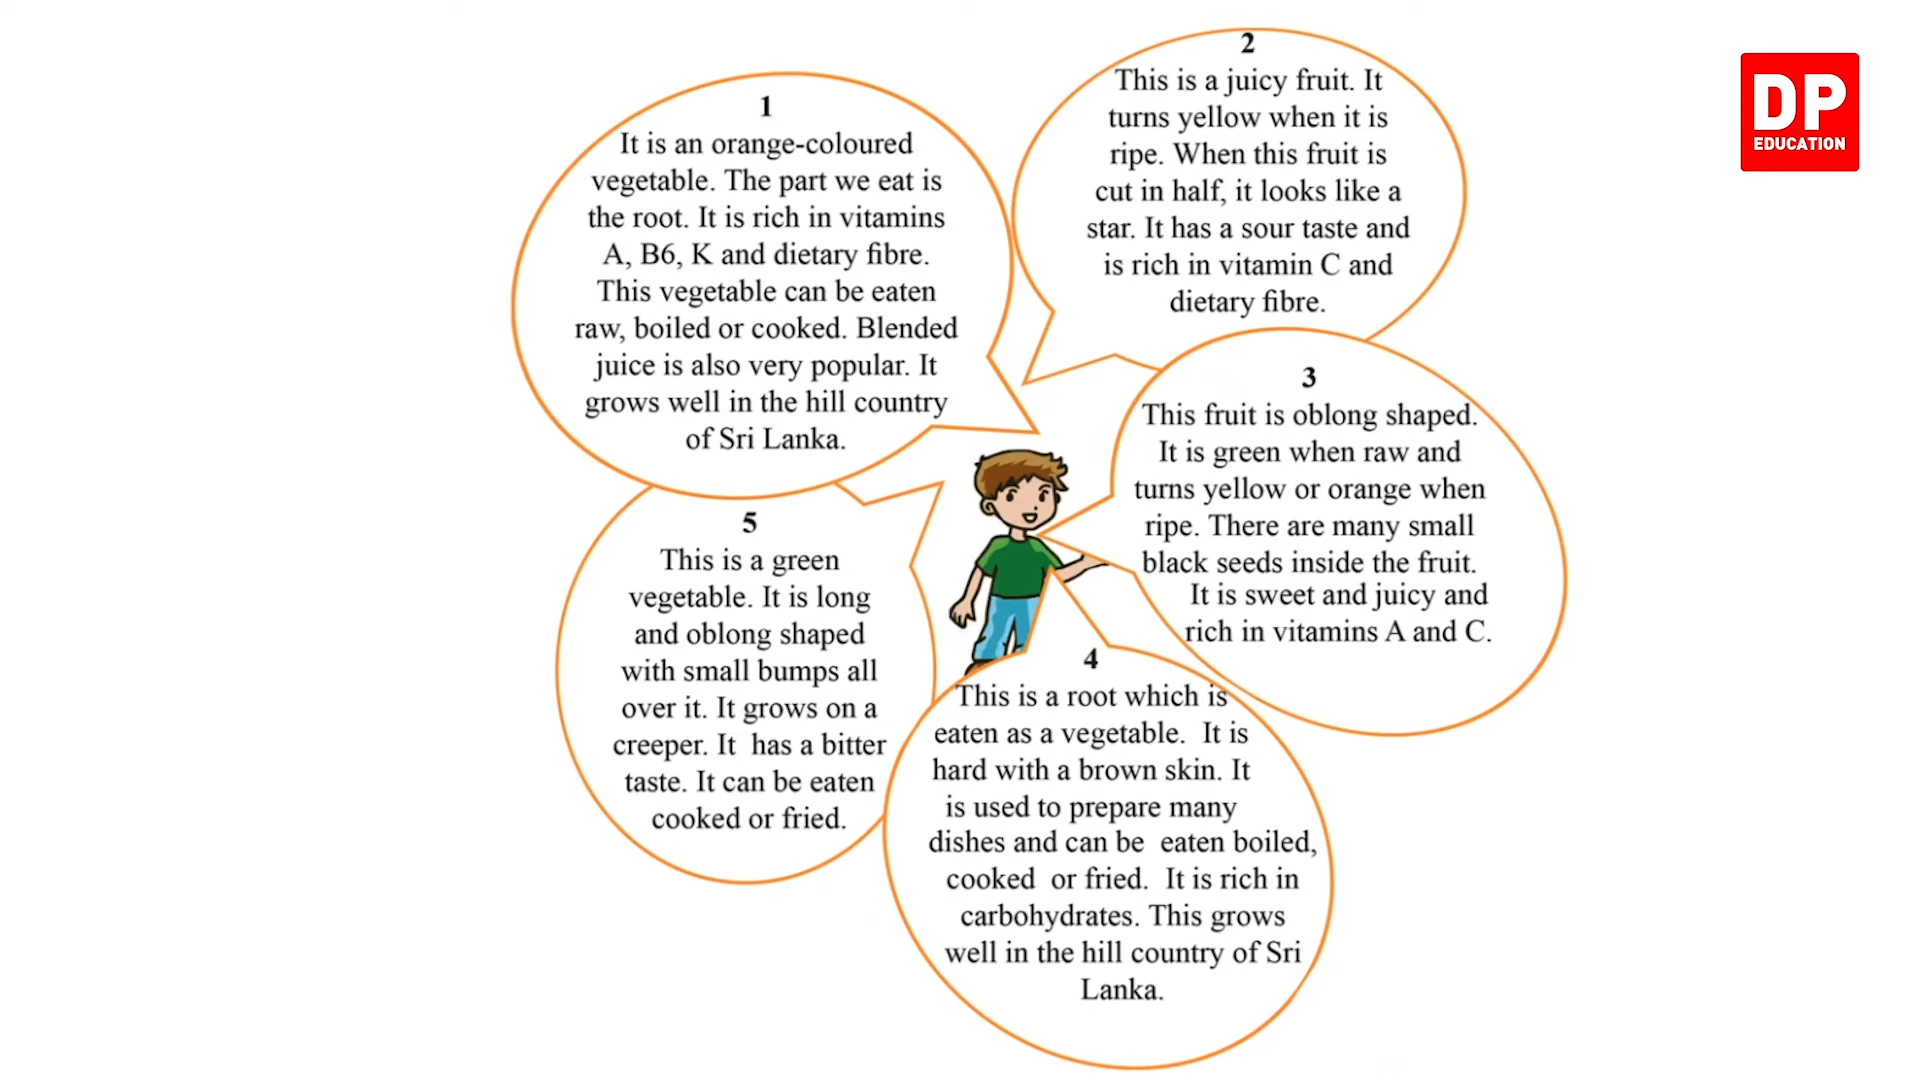 1
It is an orange-coloured
vegetable. The part we eat is
the root. It is rich in vitamins
A, B6, K and dietary fibre.
This vegetable can be eaten
raw, boiled or cooked. Blended
juice is also very popular. It
grows well in the hill country
of Sri Lanka.
2
This is a juicy fruit. It
turns yellow when it is
ripe. When this fruit is
cut in half, it looks like a
star. It has a sour taste and
is rich in vitamin C and
dietary fibre.
3
This fruit is oblong shaped.
It is green when raw and
turns yellow or orange when
ripe. There are many small
black seeds inside the fruit.
It is sweet and juicy and
rich in vitamins A and C.
4
This is a root which is
eaten as a vegetable. It is
hard with a brown skin. It
is used to prepare many
dishes and can be eaten boiled,
cooked or fried. It is rich in
carbohydrates. This grows
well in the hill country of Sri
Lanka.
5
This is a green
vegetable. It is long
and oblong shaped
with small bumps all
over it. It grows on a
creeper. It has a bitter
taste. It can be eaten
cooked or fried.
DP
EDUCATION